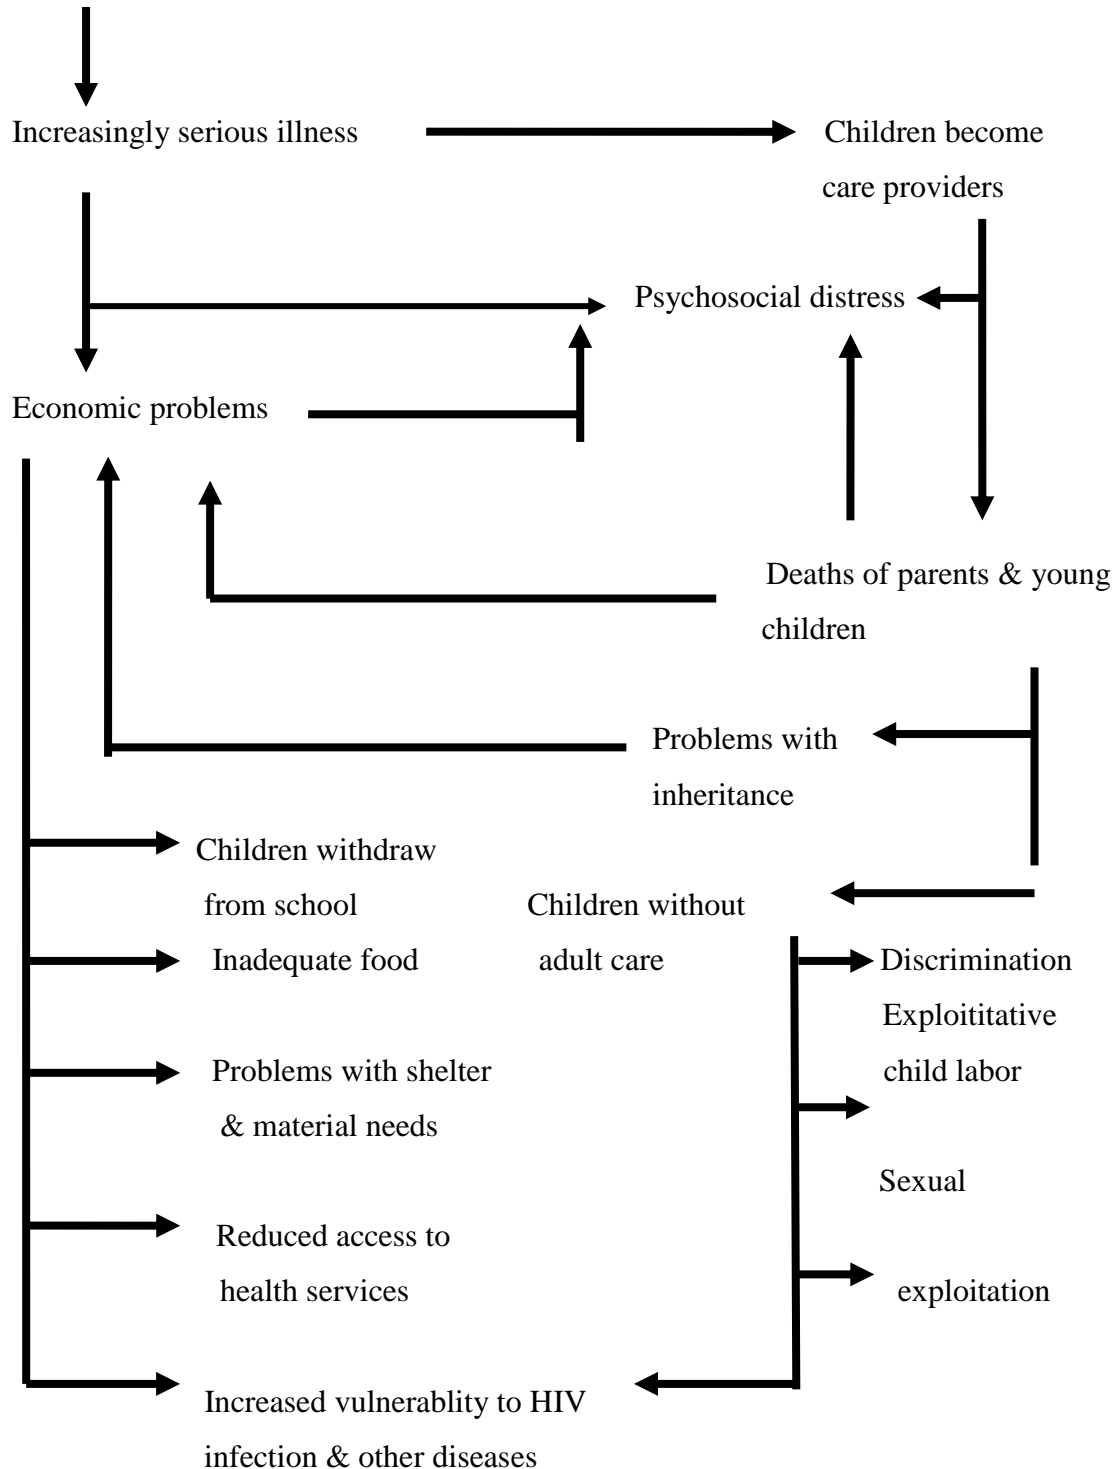 Increasingly serious illness
Children become
care providers
Psychosocial distress
Economic problems
Deaths of parents & young
children
Problems with
inheritance
Children withdraw
from school
Inadequate food
Problems with shelter
& material needs
Reduced access to
health services
Children without
adult care
Discrimination
Exploititative
child labor
Sexual
exploitation
Increased vulnerablity to HIV
infection & other diseases